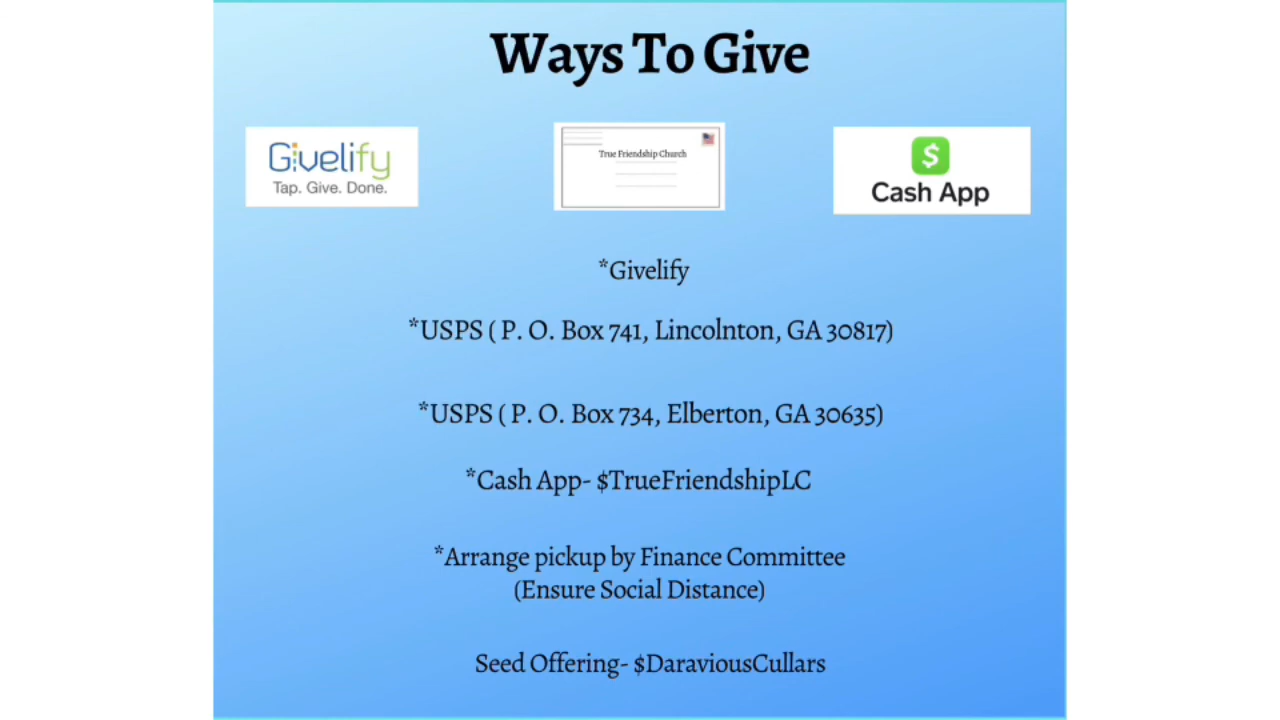 Ways To Give
Givelify
Tap. Give. Done.
True Friendship Church
$
Cash App
*Givelify
*USPS ( P. O. Box 741, Lincolnton, GA 30817)
*USPS ( P. O. Box 734, Elberton, GA 30635)
*Cash App- $TrueFriendshipLC
*Arrange pickup by Finance Committee
(Ensure Social Distance)
Seed Offering- $DaraviousCullars